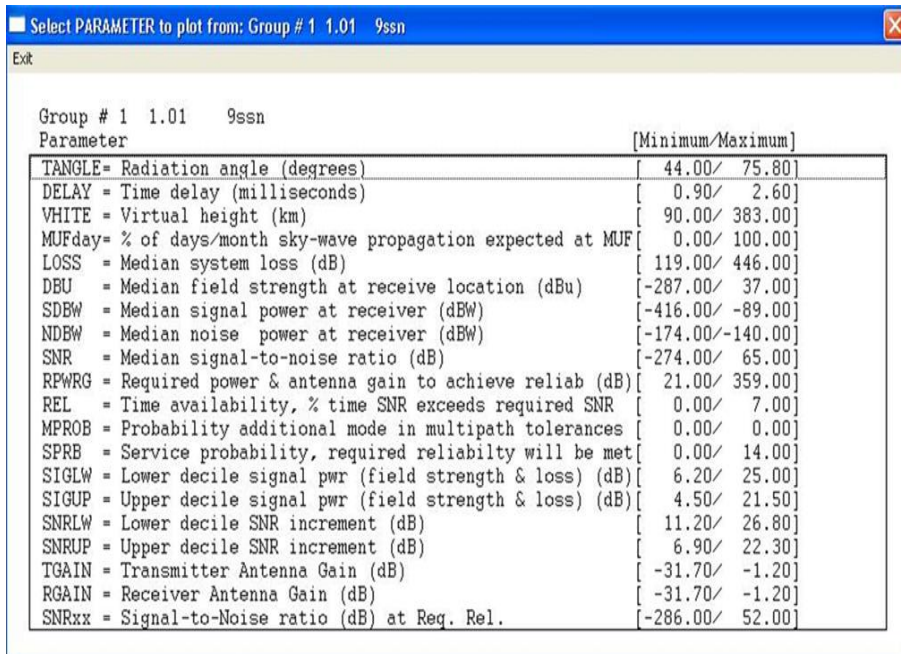 Select PARAMETER to plot from: Group # 1 1.01 9ssn
Exit
Group # 1 1.01 9ssn
Parameter [Minimum/Maximum]
TANGLE= Radiation angle (degrees) [ 44.00/ 75.80]
DELAY = Time delay (milliseconds) [ 0.90/ 2.60]
VHITE = Virtual height (km) [ 90.00/ 383.00]
MUFday= % of days/month sky-wave propagation expected at MUF[ 0.00/ 100.00]
LOSS = Median system loss (dB) [ 119.00/ 446.00]
DBU = Median field strength at receive location (dBu) [-287.00/ 37.00]
SDBW = Median signal power at receiver (dBW) [-416.00/ -89.00]
NDBW = Median noise power at receiver (dBW) [-174.00/-140.00]
SNR = Median signal-to-noise ratio (dB) [-274.00/ 65.00]
RPWRG = Required power & antenna gain to achieve reliab (dB)[ 21.00/ 359.00]
REL = Time availability, % time SNR exceeds required SNR [ 0.00/ 7.00]
MPROB = Probability additional mode in multipath tolerances [ 0.00/ 0.00]
SPRB = Service probability, required reliabilty will be met[ 0.00/ 14.00]
SIGLW = Lower decile signal pwr (field strength & loss) (dB)[ 6.20/ 25.00]
SIGUP = Upper decile signal pwr (field strength & loss) (dB)[ 4.50/ 21.50]
SNRLW = Lower decile SNR increment (dB) [ 11.20/ 26.80]
SNRUP = Upper decile SNR increment (dB) [ 6.90/ 22.30]
TGAIN = Transmitter Antenna Gain (dB) [ -31.70/ -1.20]
RGAIN = Receiver Antenna Gain (dB) [ -31.70/ -1.20]
SNRxx = Signal-to-Noise ratio (dB) at Req. Rel. [-286.00/ 52.00]